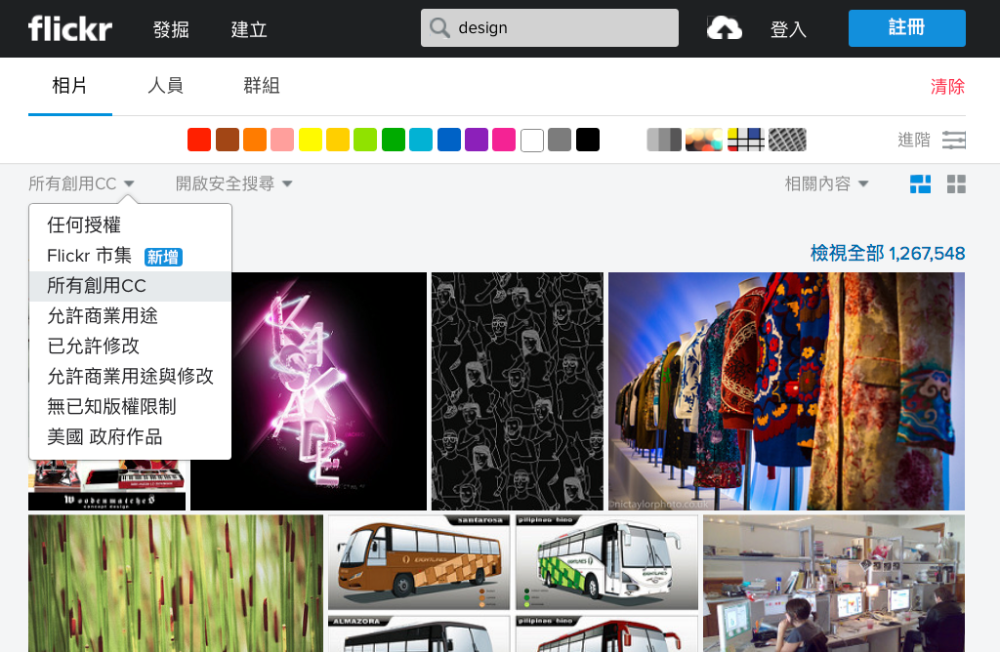 flickr 發掘 建立 design 登入 註冊
相片 人員 群組 清除
進階
所有創用CC 開啟安全搜尋 相關內容
任何授權
Flickr 市集 新增
檢視全部 1,267,548
所有創用CC
允許商業用途
已允許修改
允許商業用途與修改
無已知版權限制
美國 政府作品
KASKADE
WoodenmatcheS
concept design
©nictaylorphoto.co.uk
santarosa
pilipinas hino
ALMAZORA
pilipinas hino